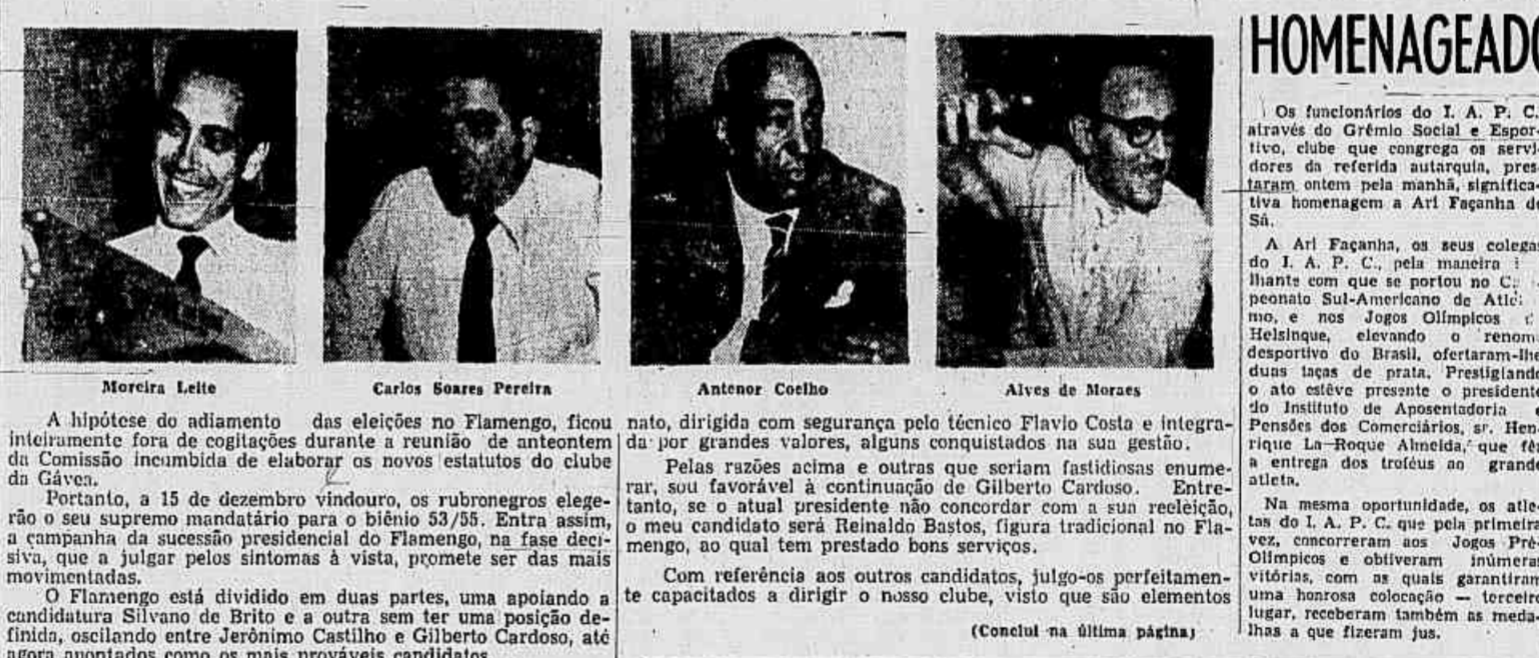 Moreira Leite
Carlos Soares Pereira
Antenor Coelho
Alves de Moraes
A hipótese do adiamento das eleições no Flamengo, ficou
inteiramente fora de cogitações durante a reunião de anteontem
da Comissão incumbida de elaborar os novos estatutos do clube
da Gávea.
Portanto, a 15 de dezembro vindouro, os rubronegros elege-
rão o seu supremo mandatário para o biênio 53/55. Entra assim,
a campanha da sucessão presidencial do Flamengo, na fase deci-
siva, que a julgar pelos sintomas à vista, promete ser das mais
movimentadas.
O Flamengo está dividido em duas partes, uma apoiando a
candidatura Silvano de Brito e a outra sem ter uma posição de-
finida, oscilando entre Jerônimo Castilho e Gilberto Cardoso, até
agora apontados como os mais prováveis candidatos.
nato, dirigida com segurança pelo técnico Flavio Costa e integra-
da por grandes valores, alguns conquistados na sua gestão.
Pelas razões acima e outras que seriam fastidiosas enume-
rar, sou favorável à continuação de Gilberto Cardoso. Entre-
tanto, se o atual presidente não concordar com a sua reeleição,
o meu candidato será Reinaldo Bastos, figura tradicional no Fla-
mengo, ao qual tem prestado bons serviços.
Com referência aos outros candidatos, julgo-os perfeitamen-
te capacitados a dirigir o nosso clube, visto que são elementos
(Conclui na última página)
HOMENAGEADO
Os funcionários do I. A. P. C.
através do Grêmio Social e Espor-
tivo, clube que congrega os servi-
dores da referida autarquia, pres-
taram ontem pela manhã, significa-
tiva homenagem a Ari Façanha de
Sá.
A Ari Façanha, os seus colegas
do I. A. P. C., pela maneira
lhante com que se portou no C
peonato Sul-Americano de Atle
mo, e nos Jogos Olímpicos
Helsinque, elevando o renom
desportivo do Brasil, ofertaram-lhe
duas taças de prata. Prestigiando
o ato estêve presente o president
do Instituto de Aposentadoria
Pensões dos Comerciários, sr. Hen-
rique La-Roque Almeida, que fêz
a entrega dos troféus ao grande
atleta.
Na mesma oportunidade, os atle-
tas do I. A. P. C. que pela primeira
vez, concorreram aos Jogos Pré-
Olímpicos e obtiveram inúmeras
vitórias, com as quais garantiram
uma honrosa colocação — terceiro
lugar, receberam também as meda-
lhas a que fizeram jus.